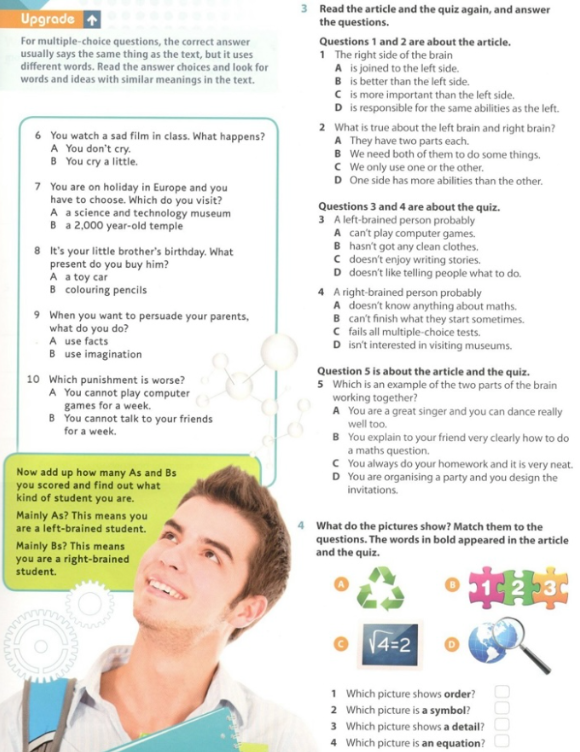 Upgrade
For multiple-choice questions, the correct answer
usually says the same thing as the text, but it uses
different words. Read the answer choices and look for
words and ideas with similar meanings in the text.
6 You watch a sad film in class. What happens?
A You don't cry.
B You cry a little.
7 You are on holiday in Europe and you
have to choose. Which do you visit?
A a science and technology museum
B a 2,000 year-old temple
8 It's your little brother's birthday. What
present do you buy him?
A a toy car
B colouring pencils
9 When you want to persuade your parents,
what do you do?
A use facts
B use imagination
10 Which punishment is worse?
A You cannot play computer
games for a week.
B You cannot talk to your friends
for a week.
Now add up how many As and Bs
you scored and find out what
kind of student you are.
Mainly As? This means you
are a left-brained student.
Mainly Bs? This means
you are a right-brained
student.
3 Read the article and the quiz again, and answer
the questions.
Questions 1 and 2 are about the article.
1 The right side of the brain
A is joined to the left side.
B is better than the left side.
C is more important than the left side.
D is responsible for the same abilities as the left.
2 What is true about the left brain and right brain?
A They have two parts each.
B We need both of them to do some things.
C We only use one or the other.
D One side has more abilities than the other.
Questions 3 and 4 are about the quiz.
3 A left-brained person probably
A can't play computer games.
B hasn't got any clean clothes.
C doesn't enjoy writing stories.
D doesn't like telling people what to do.
4 A right-brained person probably
A doesn't know anything about maths.
B can't finish what they start sometimes.
C fails all multiple-choice tests.
D isn't interested in visiting museums.
Question 5 is about the article and the quiz.
5 Which is an example of the two parts of the brain
working together?
A You are a great singer and you can dance really
well too.
B You explain to your friend very clearly how to do
a maths question.
C You always do your homework and it is very neat.
D You are organising a party and you design the
invitations.
4 What do the pictures show? Match them to the
questions. The words in bold appeared in the article
and the quiz.
A
B
1 2 3
C
√4=2
D
1 Which picture shows order?
2 Which picture is a symbol?
3 Which picture shows a detail?
4 Which picture is an equation?